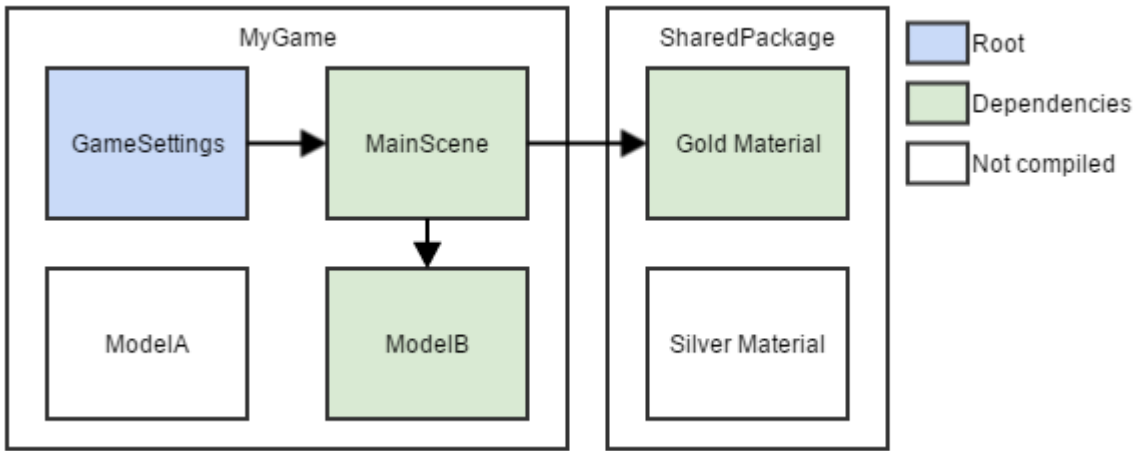 MyGame
GameSettings
MainScene
ModelA
ModelB
SharedPackage
Gold Material
Silver Material
Root
Dependencies
Not compiled